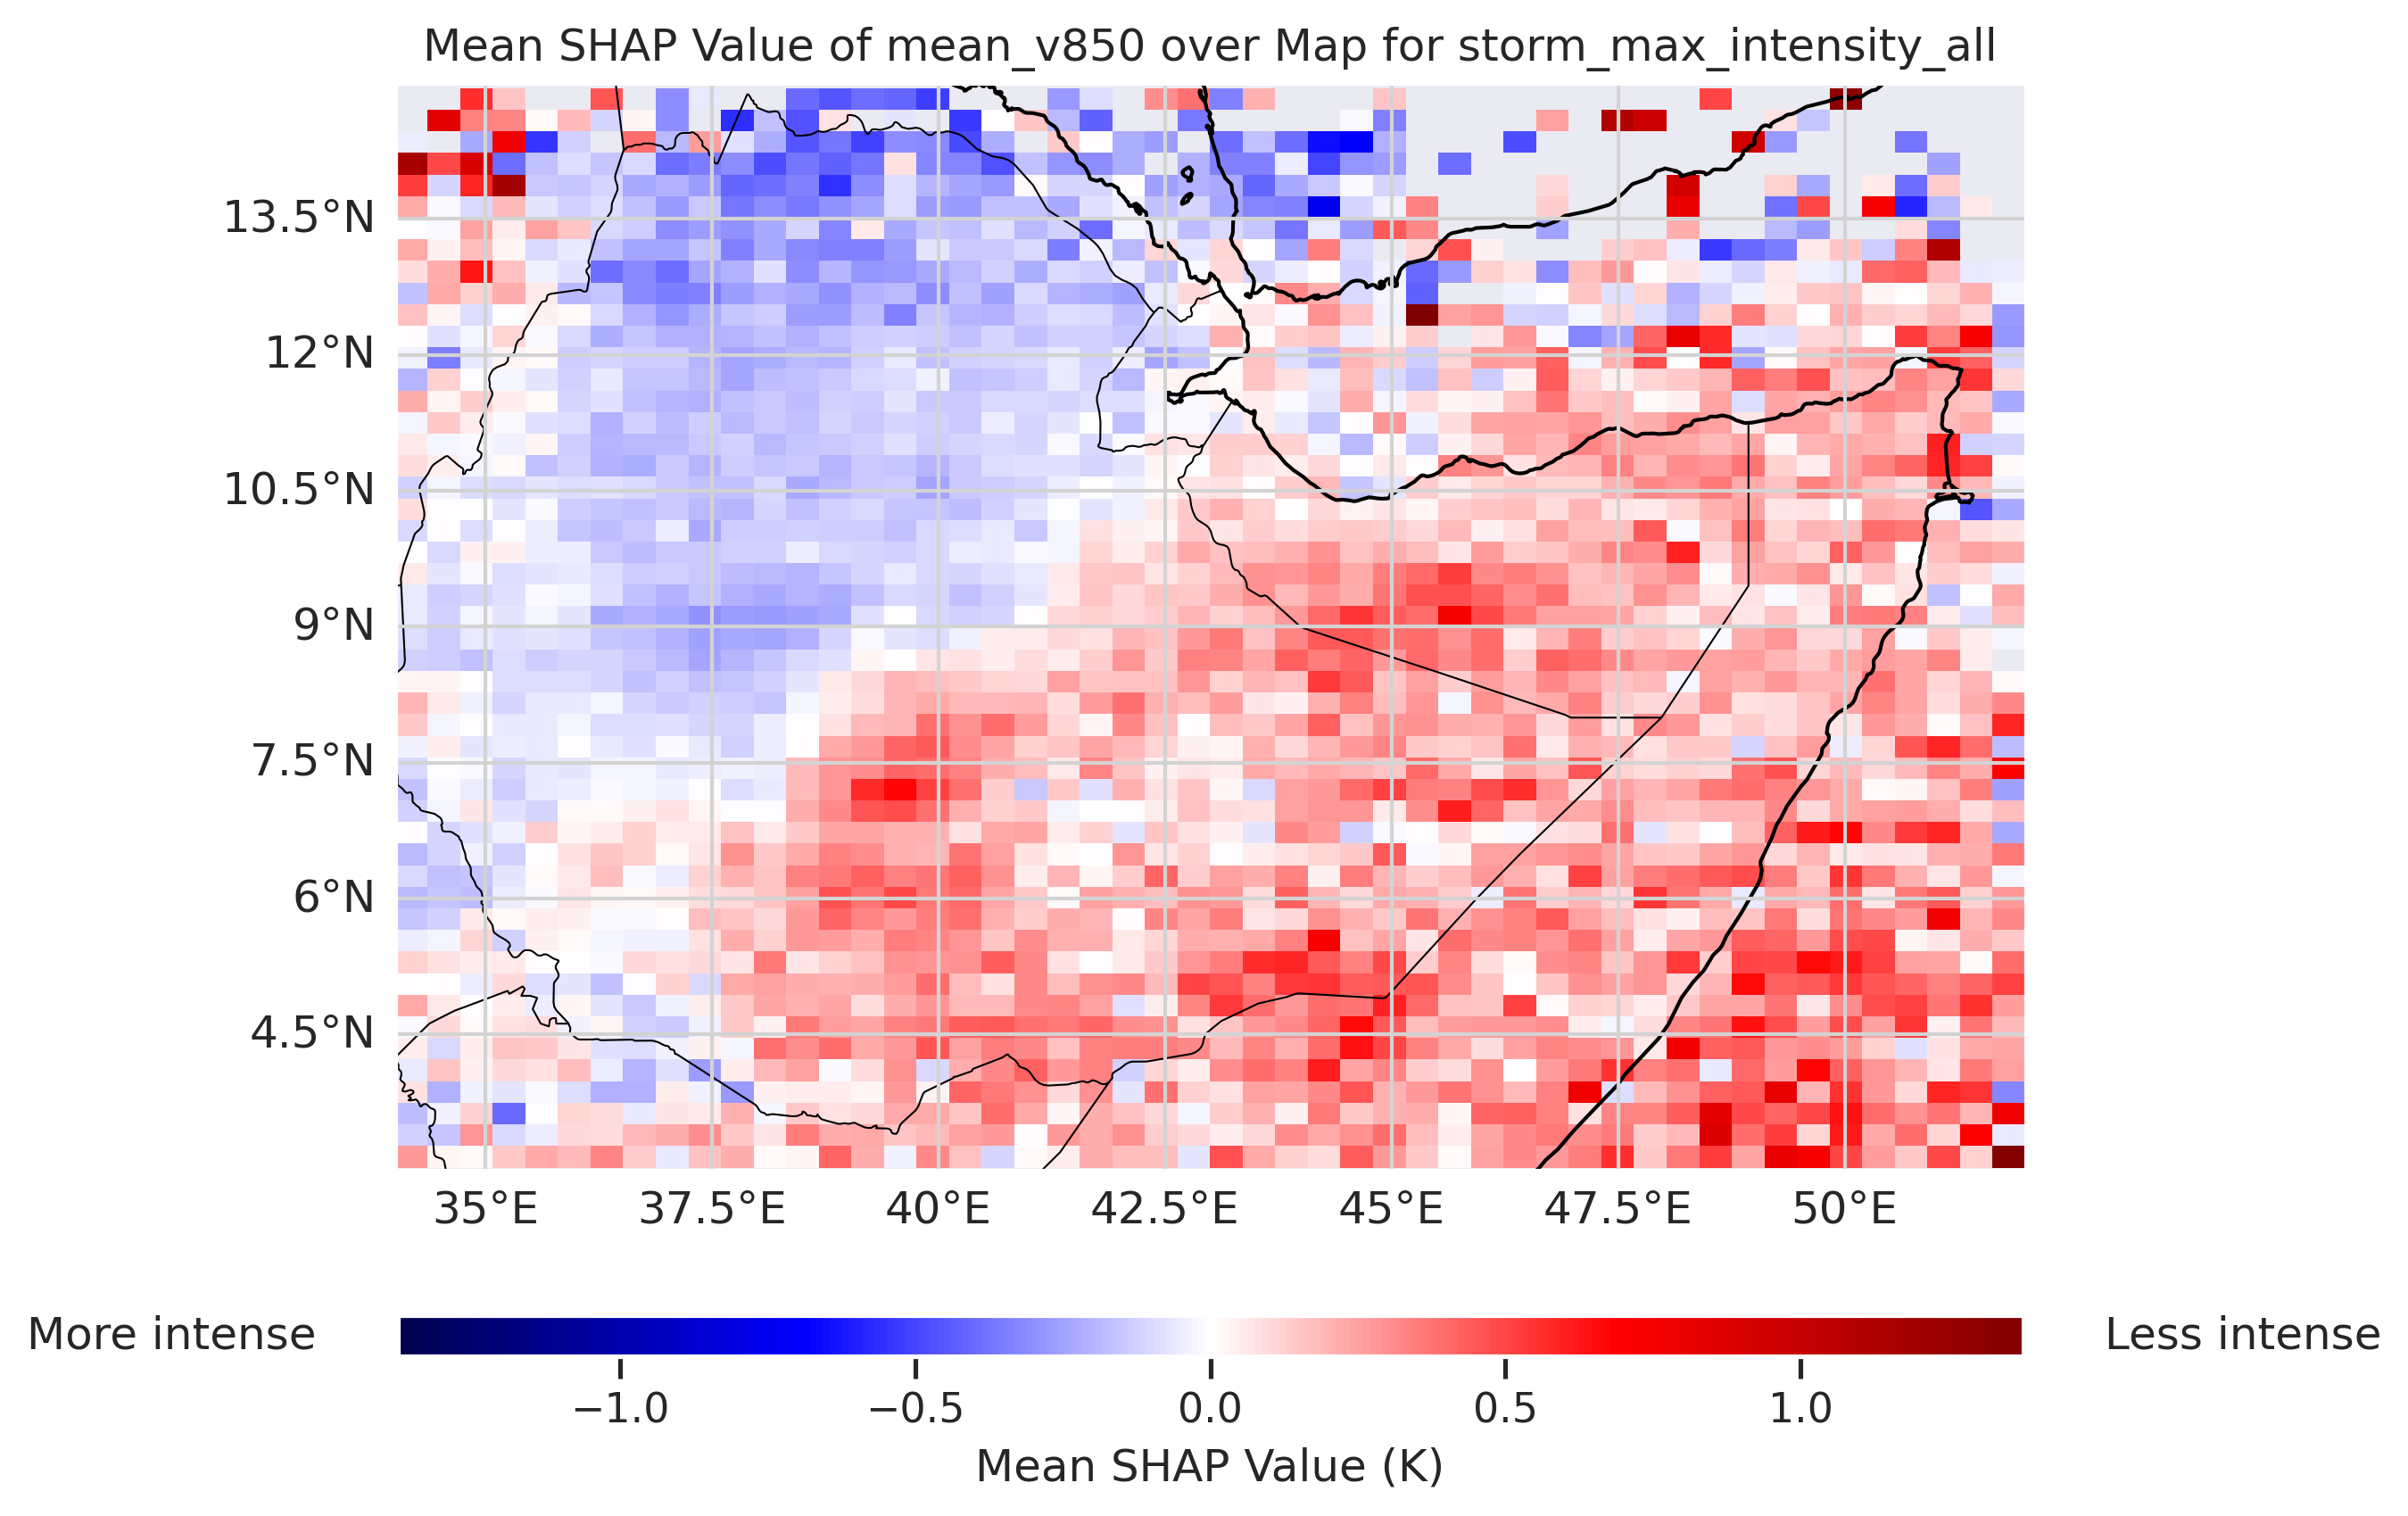 Mean SHAP Value of mean_v850 over Map for storm_max_intensity_all
13.5°N
12°N
10.5°N
9°N
7.5°N
6°N
4.5°N
35°E 37.5°E 40°E 42.5°E 45°E 47.5°E 50°E
More intense Less intense
−1.0 −0.5 0.0 0.5 1.0
Mean SHAP Value (K)